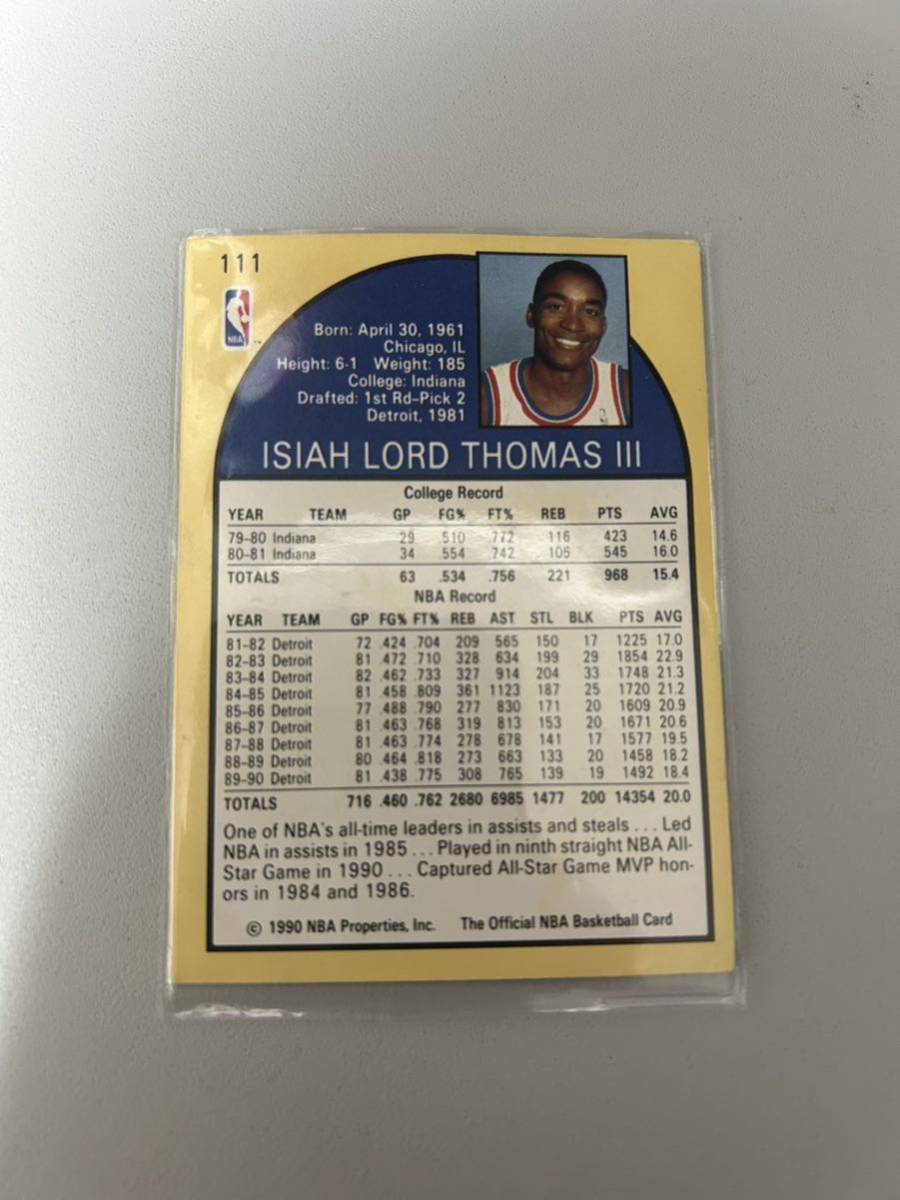 111
NBA
Born: April 30, 1961
Chicago, IL
Height: 6-1 Weight: 185
College: Indiana
Drafted: 1st Rd-Pick 2
Detroit, 1981
ISIAH LORD THOMAS III
College Record
YEAR TEAM GP FG% FT% REB PTS AVG
79-80 Indiana 29 .510 .772 116 423 14.6
80-81 Indiana 34 .554 .742 105 545 16.0
TOTALS 63 .534 .756 221 968 15.4
NBA Record
YEAR TEAM GP FG% FT% REB AST STL BLK PTS AVG
81-82 Detroit 72 .424 .704 209 565 150 17 1225 17.0
82-83 Detroit 81 .472 .710 328 634 199 29 1854 22.9
83-84 Detroit 82 .462 .733 327 914 204 33 1748 21.3
84-85 Detroit 81 .458 .809 361 1123 187 25 1720 21.2
85-86 Detroit 77 .488 .790 277 830 171 20 1609 20.9
86-87 Detroit 81 .463 .768 319 813 153 20 1671 20.6
87-88 Detroit 81 .463 .774 278 678 141 17 1577 19.5
88-89 Detroit 80 .464 .818 273 663 133 20 1458 18.2
89-90 Detroit 81 .438 .775 308 765 139 19 1492 18.4
TOTALS 716 .460 .762 2680 6985 1477 200 14354 20.0
One of NBA's all-time leaders in assists and steals . . . Led
NBA in assists in 1985 . . . Played in ninth straight NBA All-
Star Game in 1990 . . . Captured All-Star Game MVP hon-
ors in 1984 and 1986.
© 1990 NBA Properties, Inc. The Official NBA Basketball Card